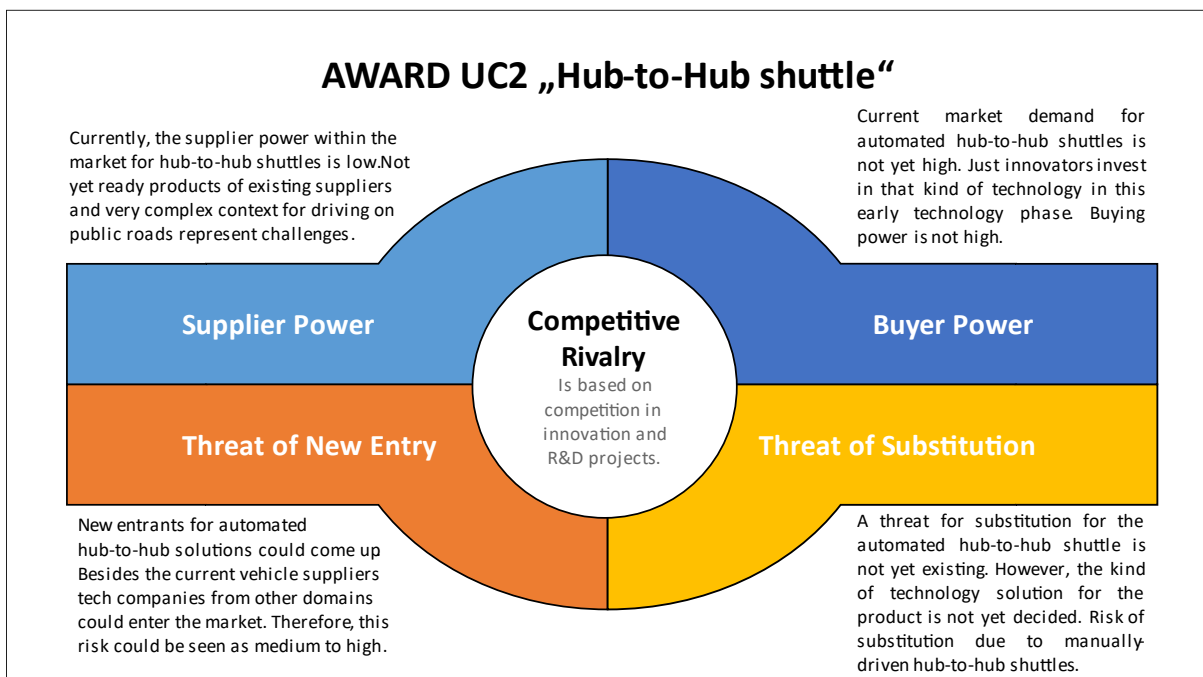 AWARD UC2 „Hub-to-Hub shuttle“
Currently, the supplier power within the
market for hub-to-hub shuttles is low.Not
yet ready products of existing suppliers
and very complex context for driving on
public roads represent challenges.
Current market demand for
automated hub-to-hub shuttles is
not yet high. Just innovators invest
in that kind of technology in this
early technology phase. Buying
power is not high.
Supplier Power
Competitive
Rivalry
Is based on
competition in
innovation and
R&D projects.
Buyer Power
Threat of New Entry
Threat of Substitution
New entrants for automated
hub-to-hub solutions could come up
Besides the current vehicle suppliers
tech companies from other domains
could enter the market. Therefore, this
risk could be seen as medium to high.
A threat for substitution for the
automated hub-to-hub shuttle is
not yet existing. However, the kind
of technology solution for the
product is not yet decided. Risk of
substitution due to manually-
driven hub-to-hub shuttles.